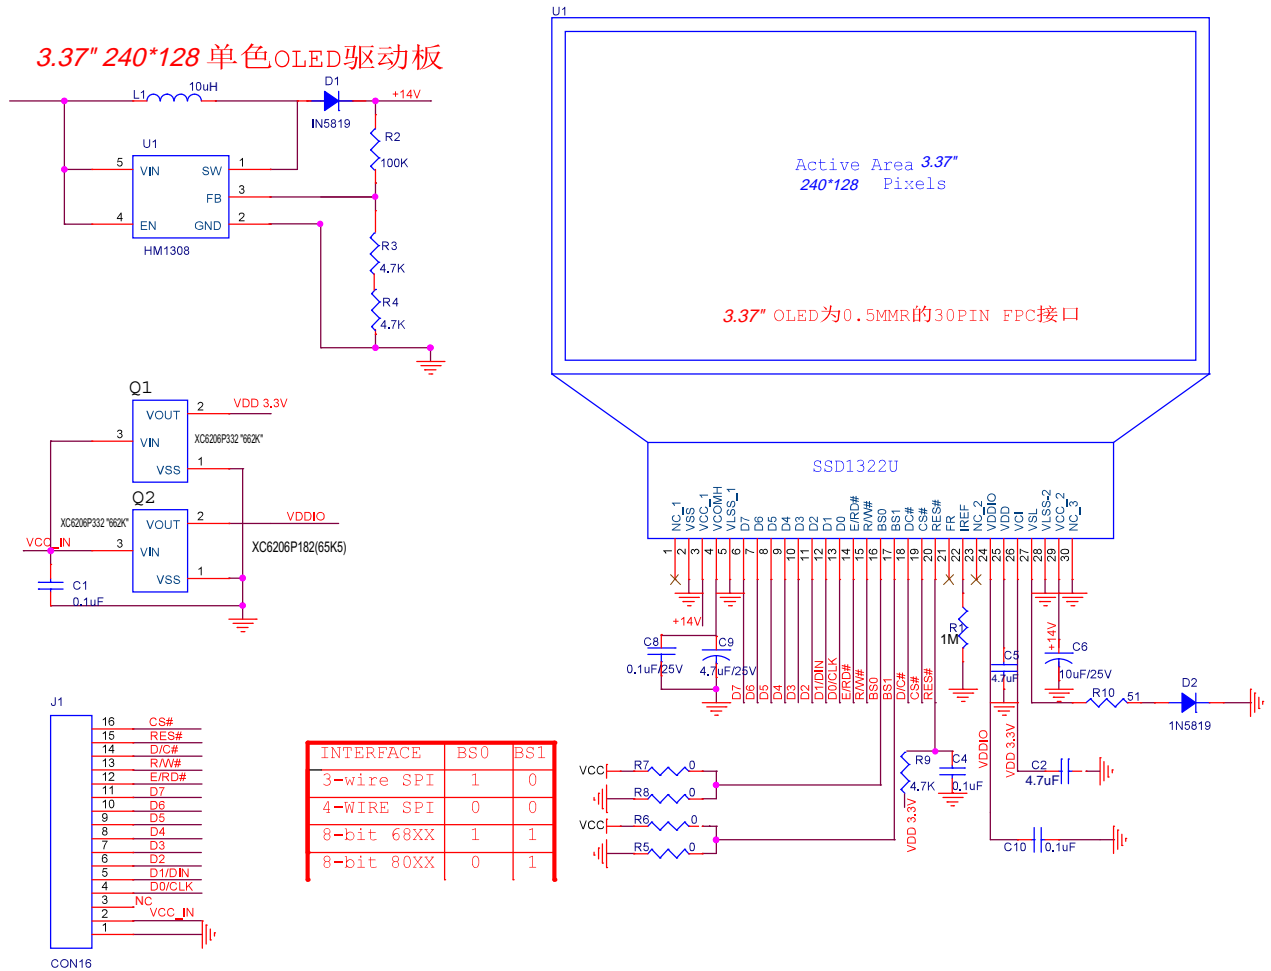 3.37" 240*128 单色OLED驱动板
L1
10uH
D1
IN5819
+14V
R2
100K
U1
5 VIN SW 1
FB 3
4 EN GND 2
HM1308
R3
4.7K
R4
4.7K
Q1
VOUT 2 VDD 3.3V
3 VIN
XC6206P332 "662K"
VSS 1
Q2
XC6206P332 "662K"
VOUT 2 VDDIO
VCC_IN 3 VIN
XC6206P182(65K5)
VSS 1
C1
0.1uF
U1
Active Area 3.37"
240*128 Pixels
3.37" OLED为0.5MMR的30PIN FPC接口
SSD1322U
NC_1
VSS
VCC_1
VCOMH
VLSS_1
D7
D6
D5
D4
D3
D2
D1
D0
E/RD#
R/W#
BS0
BS1
DC#
CS#
RES#
FR
IREF
NC_2
VDDIO
VDD
VCI
VSL
VLSS-2
VCC_2
NC_3
1
2
3
4
5
6
7
8
9
10
11
12
13
14
15
16
17
18
19
20
21
22
23
24
25
26
27
28
29
30
+14V
C8
0.1uF/25V
C9
4.7uF/25V
D7
D6
D5
D4
D3
D2
D1/DIN
D0/CLK
E/RD#
R/W#
BS0
BS1
D/C#
CS#
RES#
R1
1M
C5
4.7uF
+14V
C6
10uF/25V
R10 51
D2
1N5819
VDDIO
VDD 3.3V
C2
4.7uF
C10 0.1uF
R9
4.7K
VDD 3.3V
C4
0.1uF
VCC R7 0
R8 0
VCC R6 0
R5 0
J1
16 CS#
15 RES#
14 D/C#
13 R/W#
12 E/RD#
11 D7
10 D6
9 D5
8 D4
7 D3
6 D2
5 D1/DIN
4 D0/CLK
3 NC
2 VCC_IN
1
CON16
INTERFACE BS0 BS1
3-wire SPI 1 0
4-WIRE SPI 0 0
8-bit 68XX 1 1
8-bit 80XX 0 1